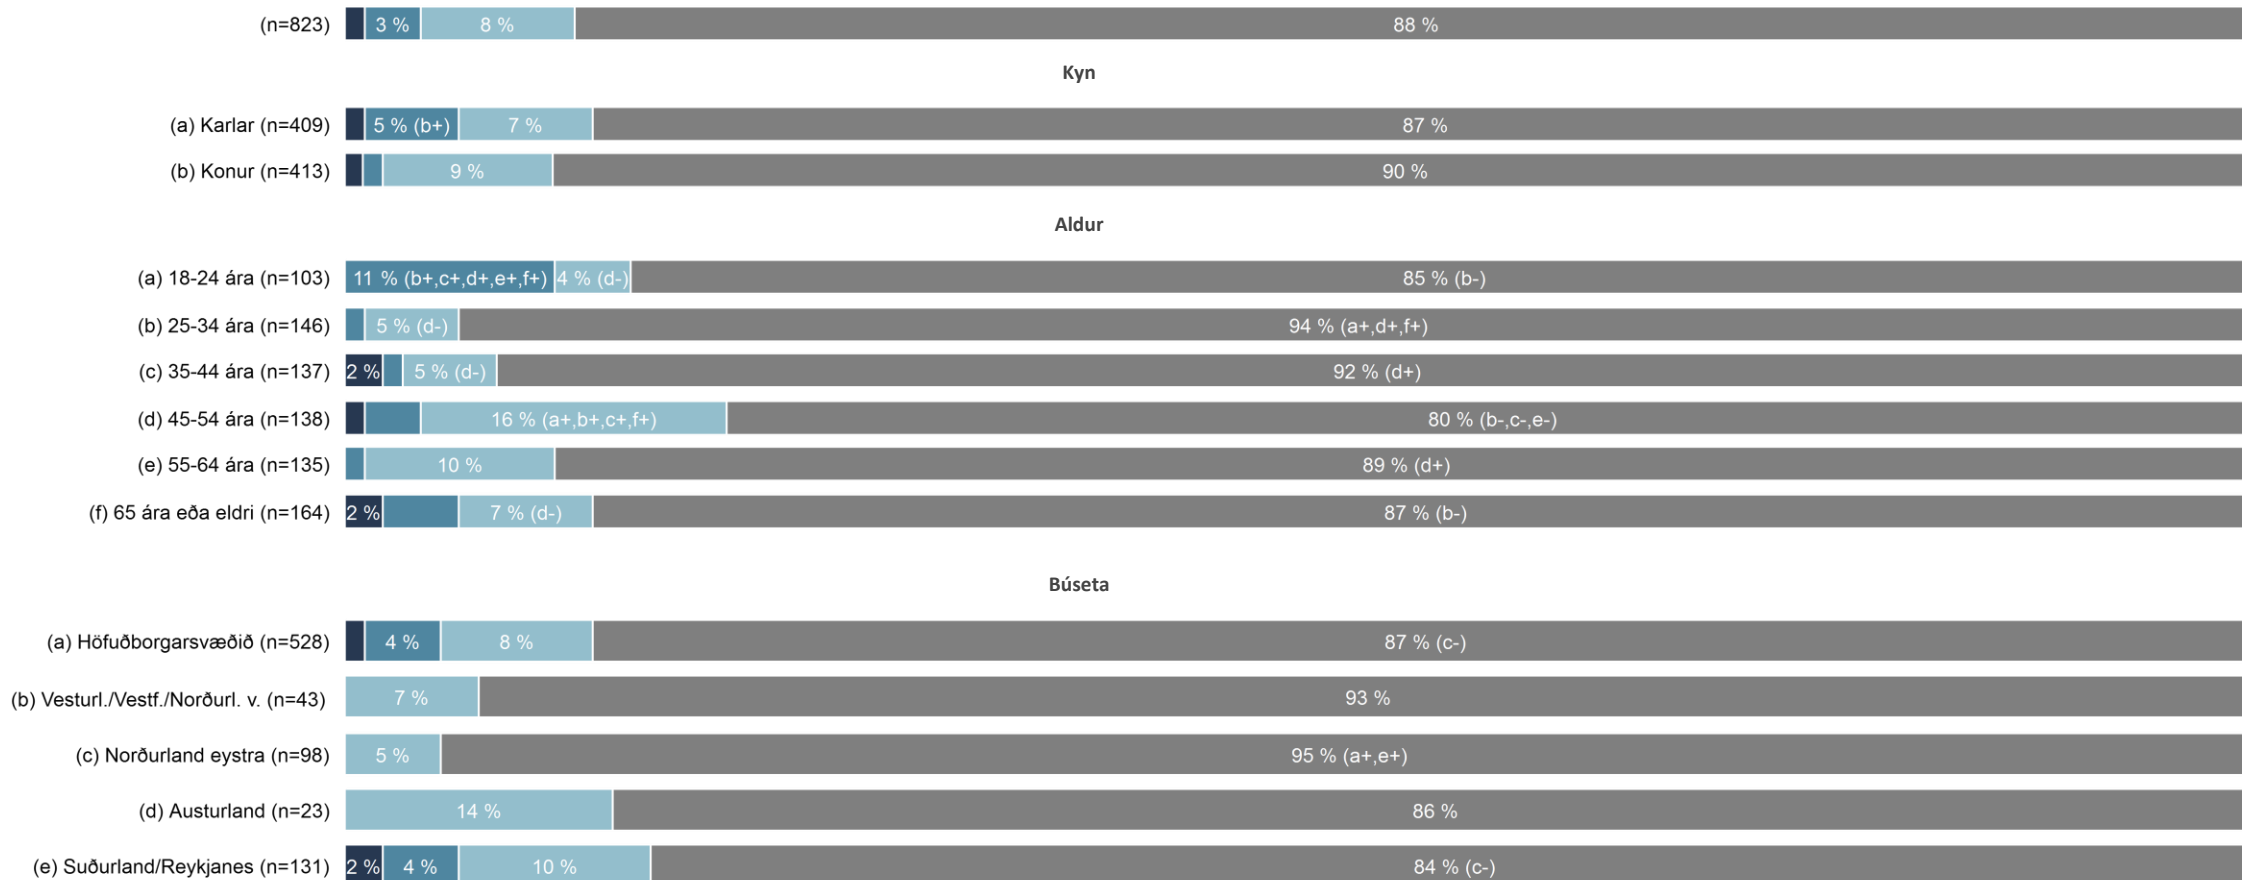 (n=823) 3 % 8 % 88 %
Kyn
(a) Karlar (n=409) 5 % (b+) 7 % 87 %
(b) Konur (n=413) 9 % 90 %
Aldur
(a) 18-24 ára (n=103) 11 % (b+,c+,d+,e+,f+) 4 % (d-) 85 % (b-)
(b) 25-34 ára (n=146) 5 % (d-) 94 % (a+,d+,f+)
(c) 35-44 ára (n=137) 2 % 5 % (d-) 92 % (d+)
(d) 45-54 ára (n=138) 16 % (a+,b+,c+,f+) 80 % (b-,c-,e-)
(e) 55-64 ára (n=135) 10 % 89 % (d+)
(f) 65 ára eða eldri (n=164) 2 % 7 % (d-) 87 % (b-)
Búseta
(a) Höfuðborgarsvæðið (n=528) 4 % 8 % 87 % (c-)
(b) Vesturl./Vestf./Norðurl. v. (n=43) 7 % 93 %
(c) Norðurland eystra (n=98) 5 % 95 % (a+,e+)
(d) Austurland (n=23) 14 % 86 %
(e) Suðurland/Reykjanes (n=131) 2 % 4 % 10 % 84 % (c-)